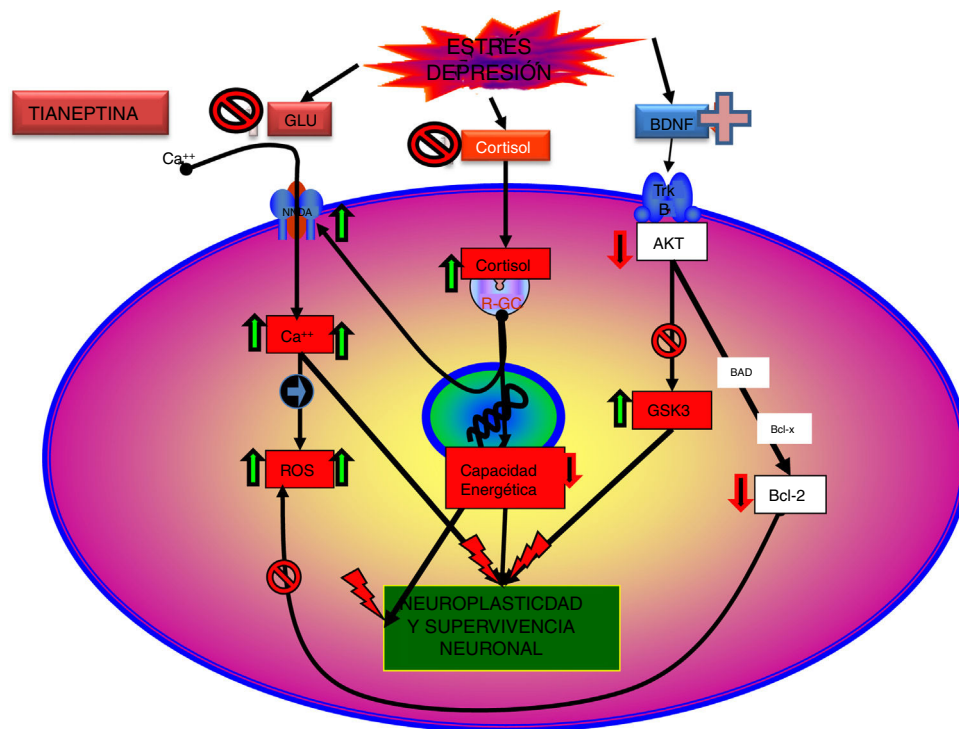 ESTRÉS
DEPRESIÓN
TIANEPTINA
GLU
Cortisol
BDNF
Ca++
NMDA
Trk
B
AKT
Cortisol
R-GC
Ca++
BAD
GSK3
Bcl-x
ROS
Capacidad
Energética
Bcl-2
NEUROPLASTICDAD
Y SUPERVIVENCIA
NEURONAL